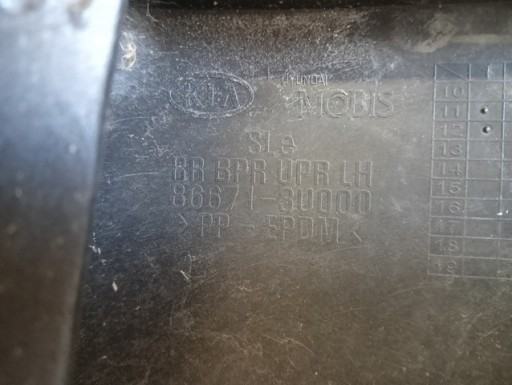 KIA HYUNDAI MOBIS
SLe
RR BPR UPR LH
86671-3U000
>PP-EPDM<
10
11
12
13
14
15
16
17
18
19